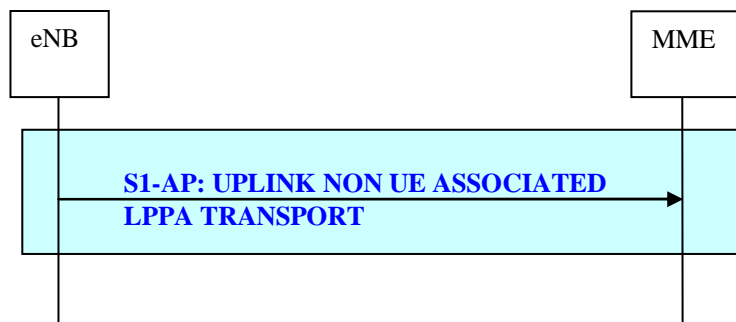 eNB
MME
S1-AP: UPLINK NON UE ASSOCIATED
LPPA TRANSPORT